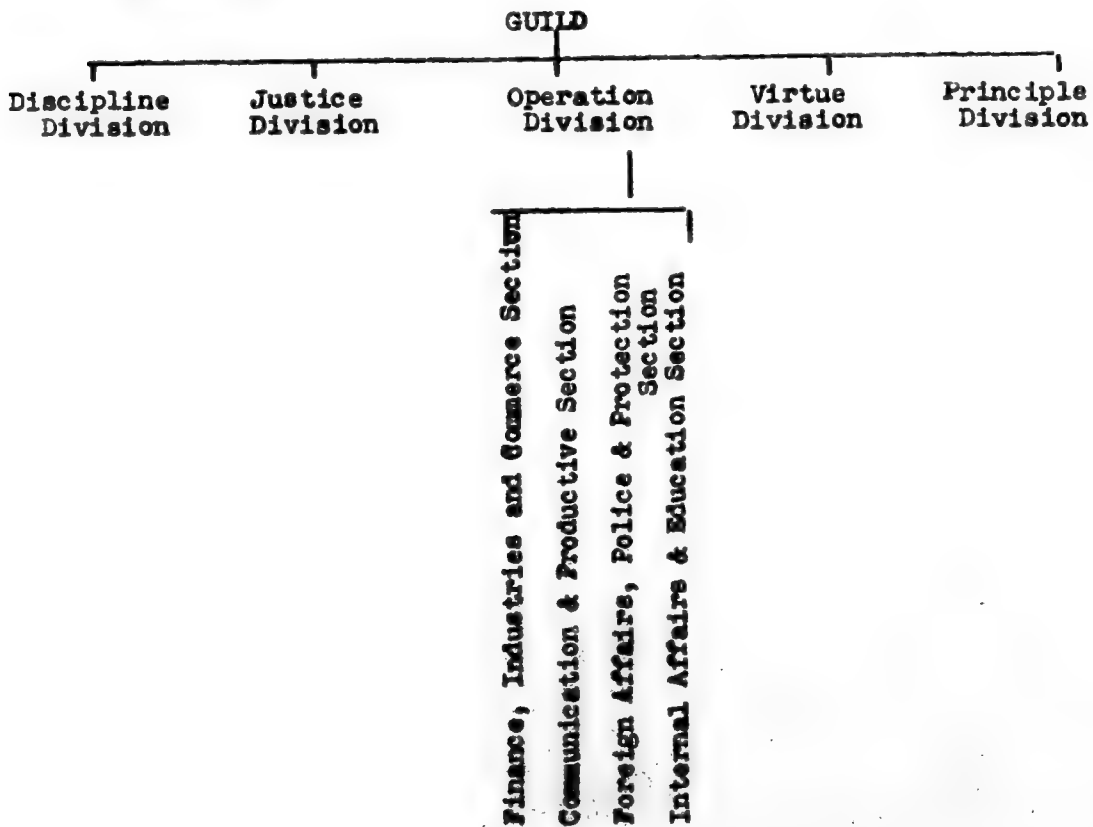 GUILD
Discipline
Division
Justice
Division
Operation
Division
Virtue
Division
Principle
Division
Finance, Industries and Commerce Section
Communication & Productive Section
Foreign Affairs, Police & Protection
Section
Internal Affairs & Education Section